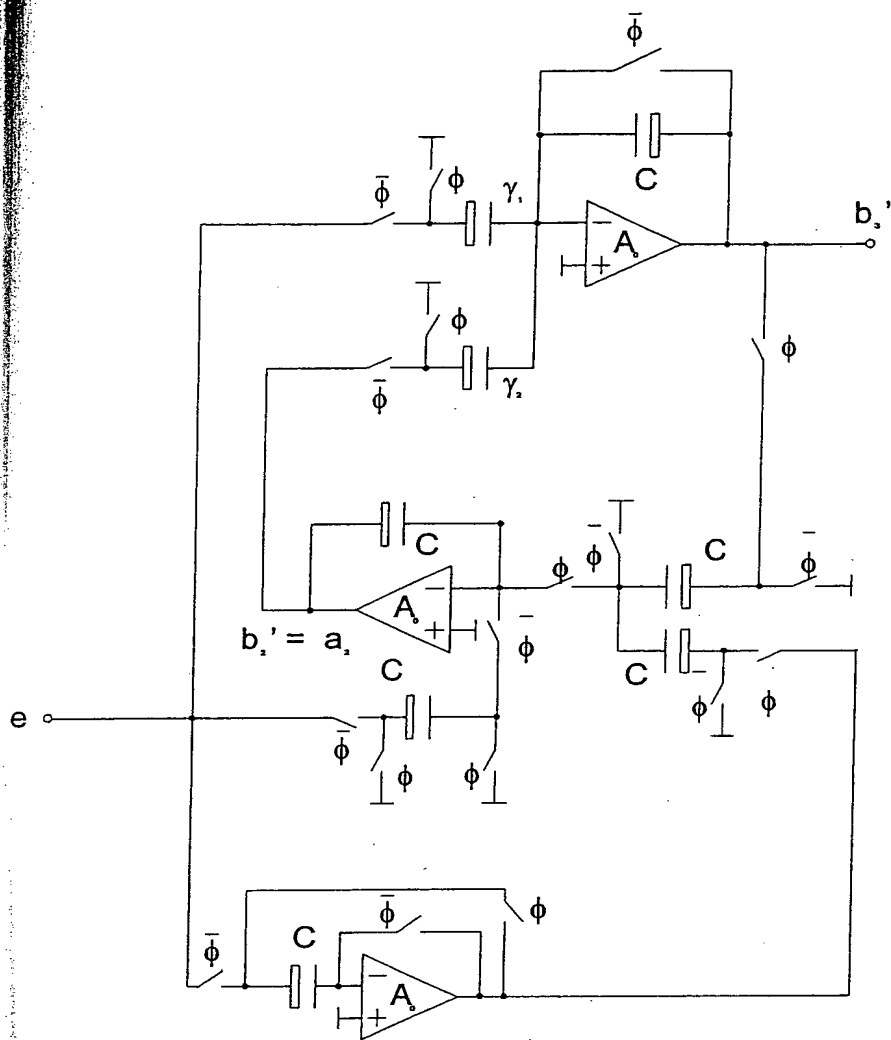 ϕ̄
C
ϕ̄ ϕ γ₁
b₃'
− A₀ +
ϕ
ϕ̄ γ₂
ϕ
C
ϕ ϕ̄ C ϕ̄
− A₀ +
b₂' = a₂
ϕ̄
C
C ϕ̄ ϕ
e
ϕ̄ ϕ ϕ
ϕ
ϕ̄ C ϕ̄
− A₀ +